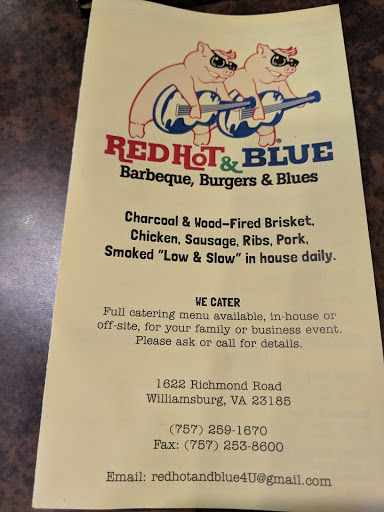 RED HOT & BLUE®
Barbeque, Burgers & Blues
Charcoal & Wood-Fired Brisket,
Chicken, Sausage, Ribs, Pork,
Smoked "Low & Slow" in house daily.
WE CATER
Full catering menu available, in-house or
off-site, for your family or business event.
Please ask or call for details.
1622 Richmond Road
Williamsburg, VA 23185
(757) 259-1670
Fax: (757) 253-8600
Email: redhotandblue4U@gmail.com